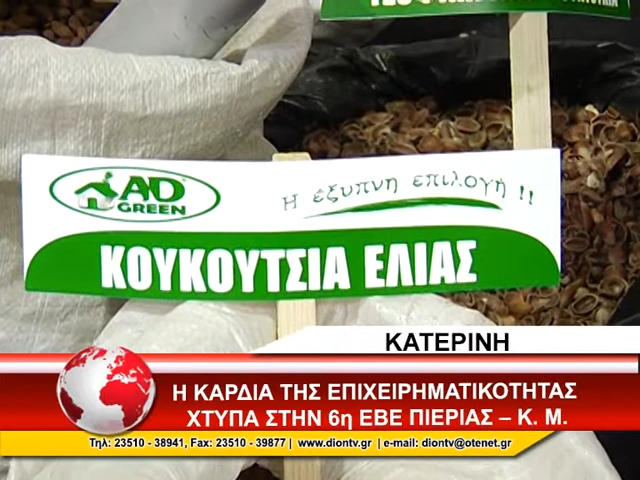 AD
GREEN
Η έξυπνη επιλογή !!
ΚΟΥΚΟΥΤΣΙΑ ΕΛΙΑΣ
ΚΑΤΕΡΙΝΗ
Η ΚΑΡΔΙΑ ΤΗΣ ΕΠΙΧΕΙΡΗΜΑΤΙΚΟΤΗΤΑΣ
ΧΤΥΠΑ ΣΤΗΝ 6η ΕΒΕ ΠΙΕΡΙΑΣ – Κ. Μ.
Τηλ: 23510 - 38941, Fax: 23510 - 39877 | www.diontv.gr | e-mail: diontv@otenet.gr